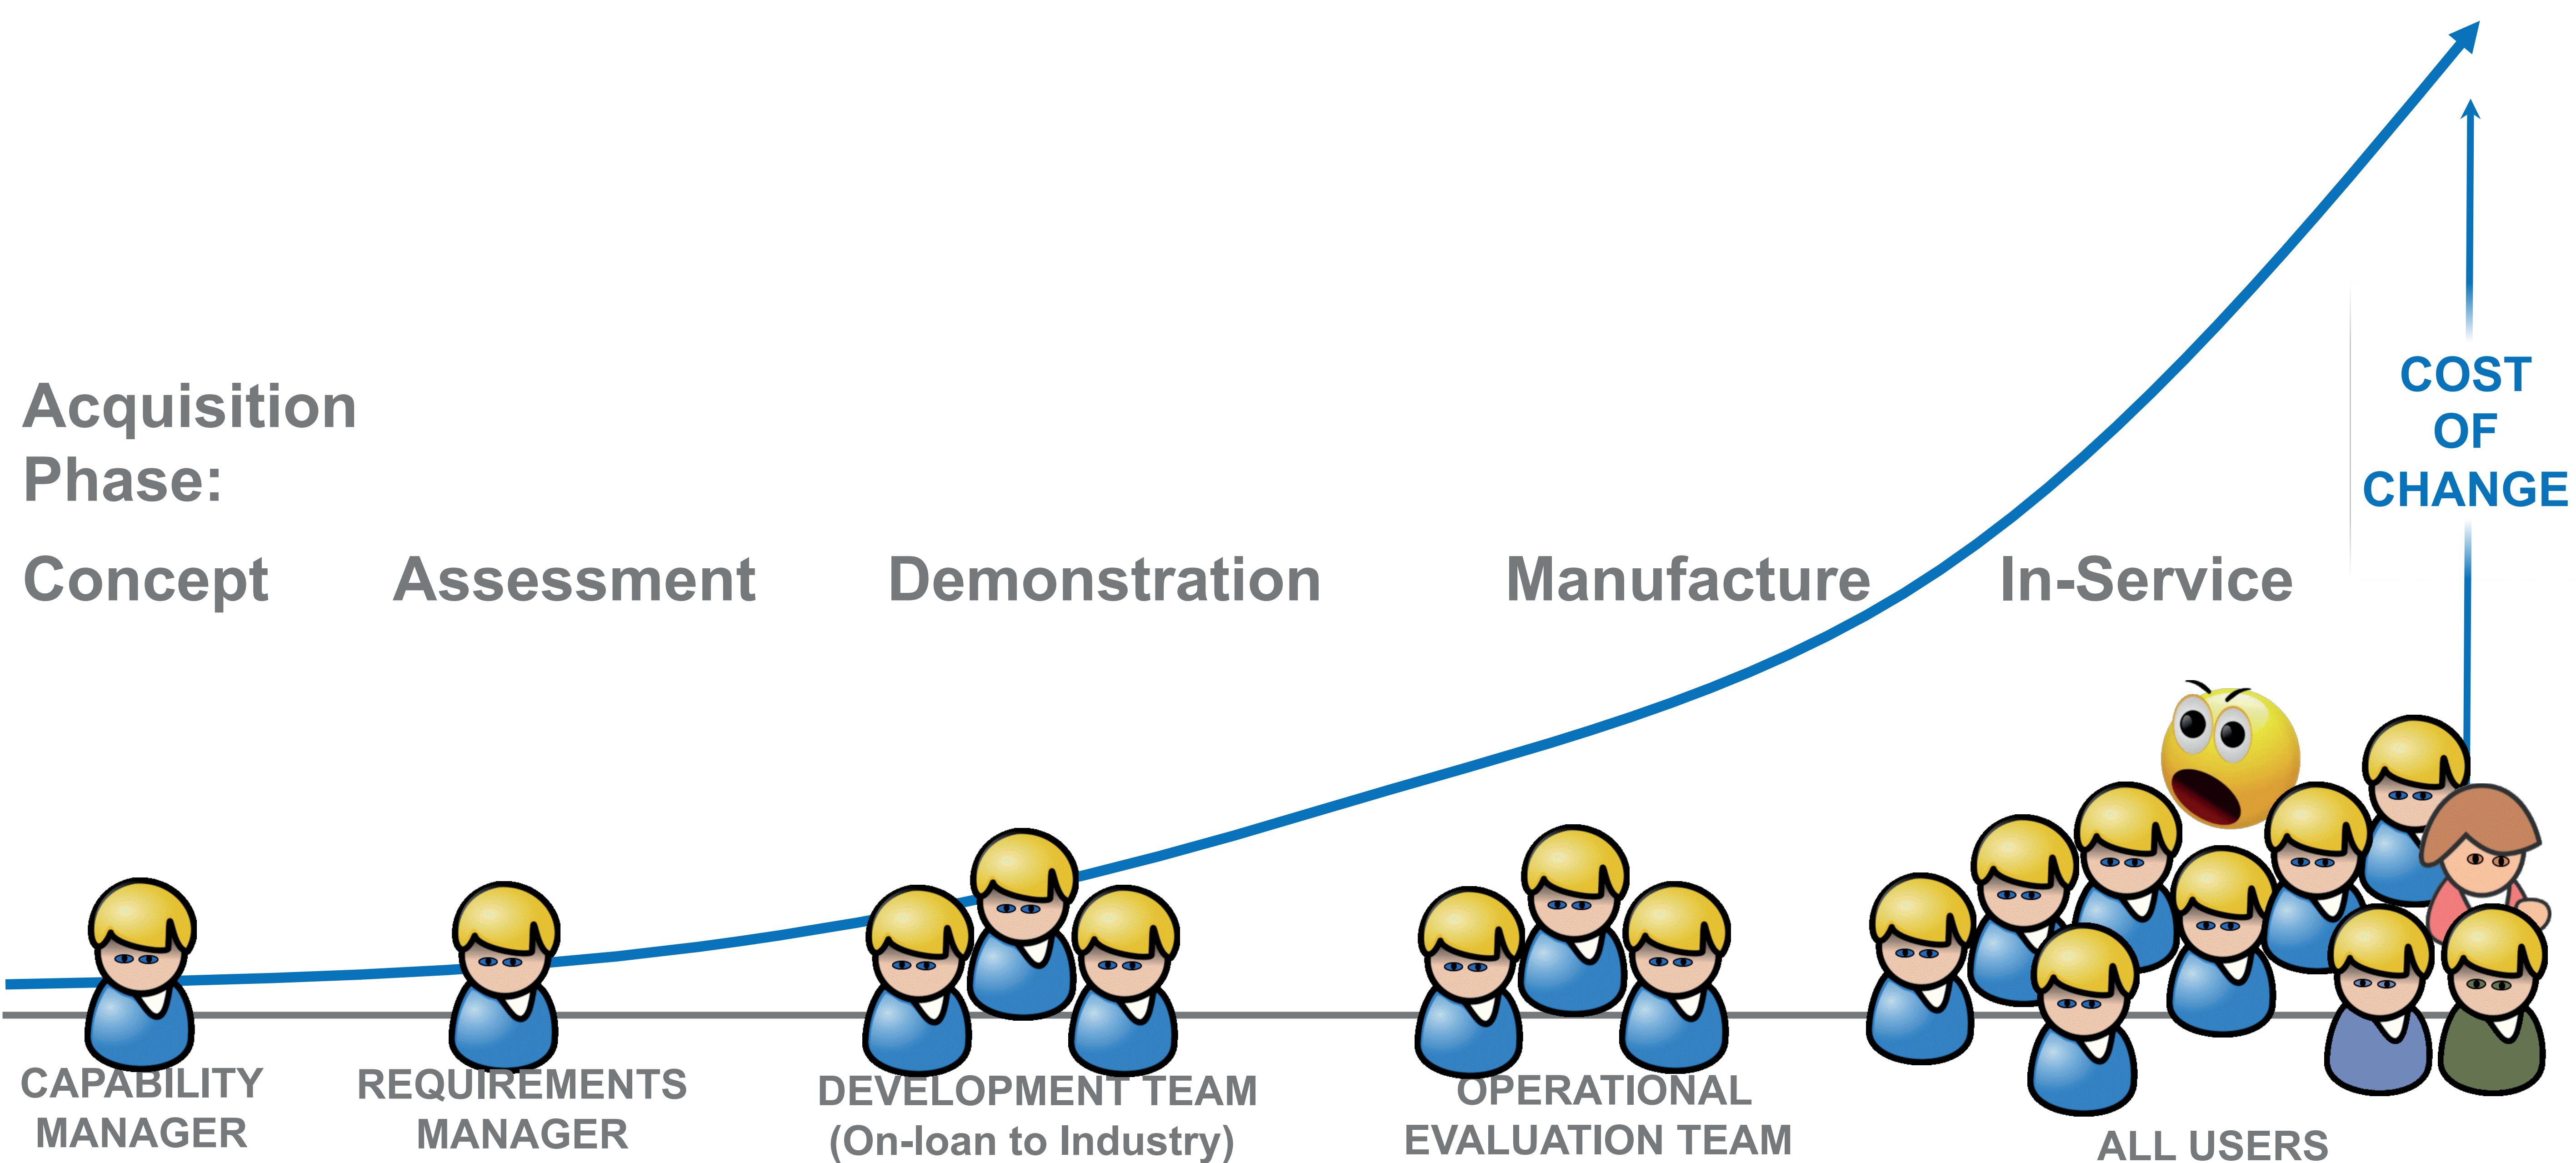 Acquisition
Phase:
Concept
Assessment
Demonstration
Manufacture
In-Service
COST
OF
CHANGE
CAPABILITY
MANAGER
REQUIREMENTS
MANAGER
DEVELOPMENT TEAM
(On-loan to Industry)
OPERATIONAL
EVALUATION TEAM
ALL USERS